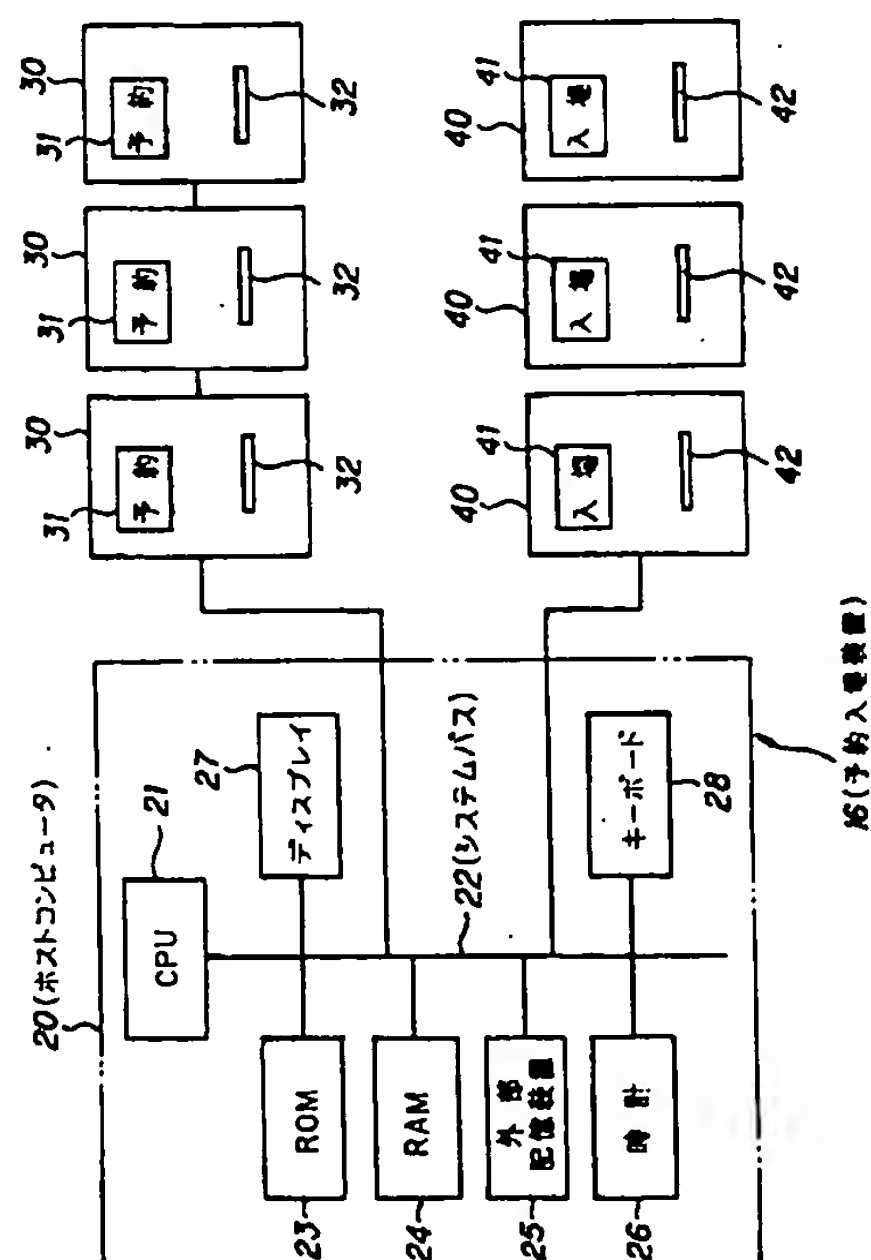 20(ホストコンピュータ)
21
CPU
27
ディスプレイ
22(システムバス)
キーボード
28
23
ROM
24
RAM
25
外部
記憶装置
26
時計
16(予約入場装置)
30
31
予約
32
30
31
予約
32
30
31
予約
32
40
41
入場
42
40
41
入場
42
40
41
入場
42